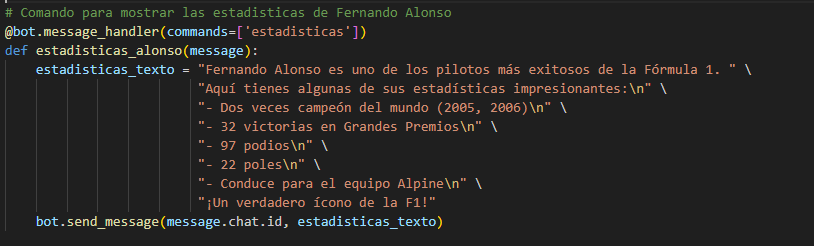 # Comando para mostrar las estadisticas de Fernando Alonso
@bot.message_handler(commands=['estadisticas'])
def estadisticas_alonso(message):
    estadisticas_texto = "Fernando Alonso es uno de los pilotos más exitosos de la Fórmula 1. " \
                         "Aquí tienes algunas de sus estadísticas impresionantes:\n" \
                         "- Dos veces campeón del mundo (2005, 2006)\n" \
                         "- 32 victorias en Grandes Premios\n" \
                         "- 97 podios\n" \
                         "- 22 poles\n" \
                         "- Conduce para el equipo Alpine\n" \
                         "¡Un verdadero ícono de la F1!"
    bot.send_message(message.chat.id, estadisticas_texto)